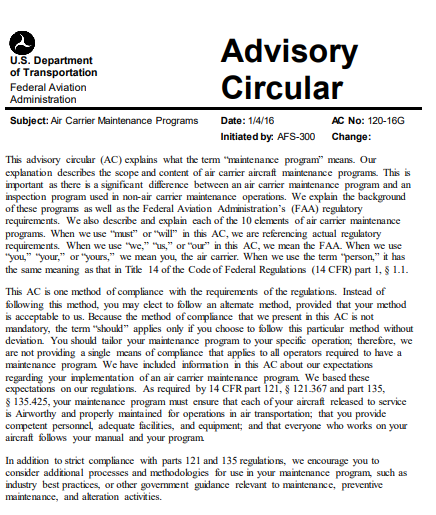 U.S. Department
of Transportation
Federal Aviation
Administration
Advisory
Circular
Subject: Air Carrier Maintenance Programs
Date: 1/4/16
AC No: 120-16G
Initiated by: AFS-300
Change:
This advisory circular (AC) explains what the term “maintenance program” means. Our
explanation describes the scope and content of air carrier aircraft maintenance programs. This is
important as there is a significant difference between an air carrier maintenance program and an
inspection program used in non-air carrier maintenance operations. We explain the background
of these programs as well as the Federal Aviation Administration’s (FAA) regulatory
requirements. We also describe and explain each of the 10 elements of air carrier maintenance
programs. When we use “must” or “will” in this AC, we are referencing actual regulatory
requirements. When we use “we,” “us,” or “our” in this AC, we mean the FAA. When we use
“you,” “your,” or “yours,” we mean you, the air carrier. When we use the term “person,” it has
the same meaning as that in Title 14 of the Code of Federal Regulations (14 CFR) part 1, § 1.1.
This AC is one method of compliance with the requirements of the regulations. Instead of
following this method, you may elect to follow an alternate method, provided that your method
is acceptable to us. Because the method of compliance that we present in this AC is not
mandatory, the term “should” applies only if you choose to follow this particular method without
deviation. You should tailor your maintenance program to your specific operation; therefore, we
are not providing a single means of compliance that applies to all operators required to have a
maintenance program. We have included information in this AC about our expectations
regarding your implementation of an air carrier maintenance program. We based these
expectations on our regulations. As required by 14 CFR part 121, § 121.367 and part 135,
§ 135.425, your maintenance program must ensure that each of your aircraft released to service
is Airworthy and properly maintained for operations in air transportation; that you provide
competent personnel, adequate facilities, and equipment; and that everyone who works on your
aircraft follows your manual and your program.
In addition to strict compliance with parts 121 and 135 regulations, we encourage you to
consider additional processes and methodologies for use in your maintenance program, such as
industry best practices, or other government guidance relevant to maintenance, preventive
maintenance, and alteration activities.